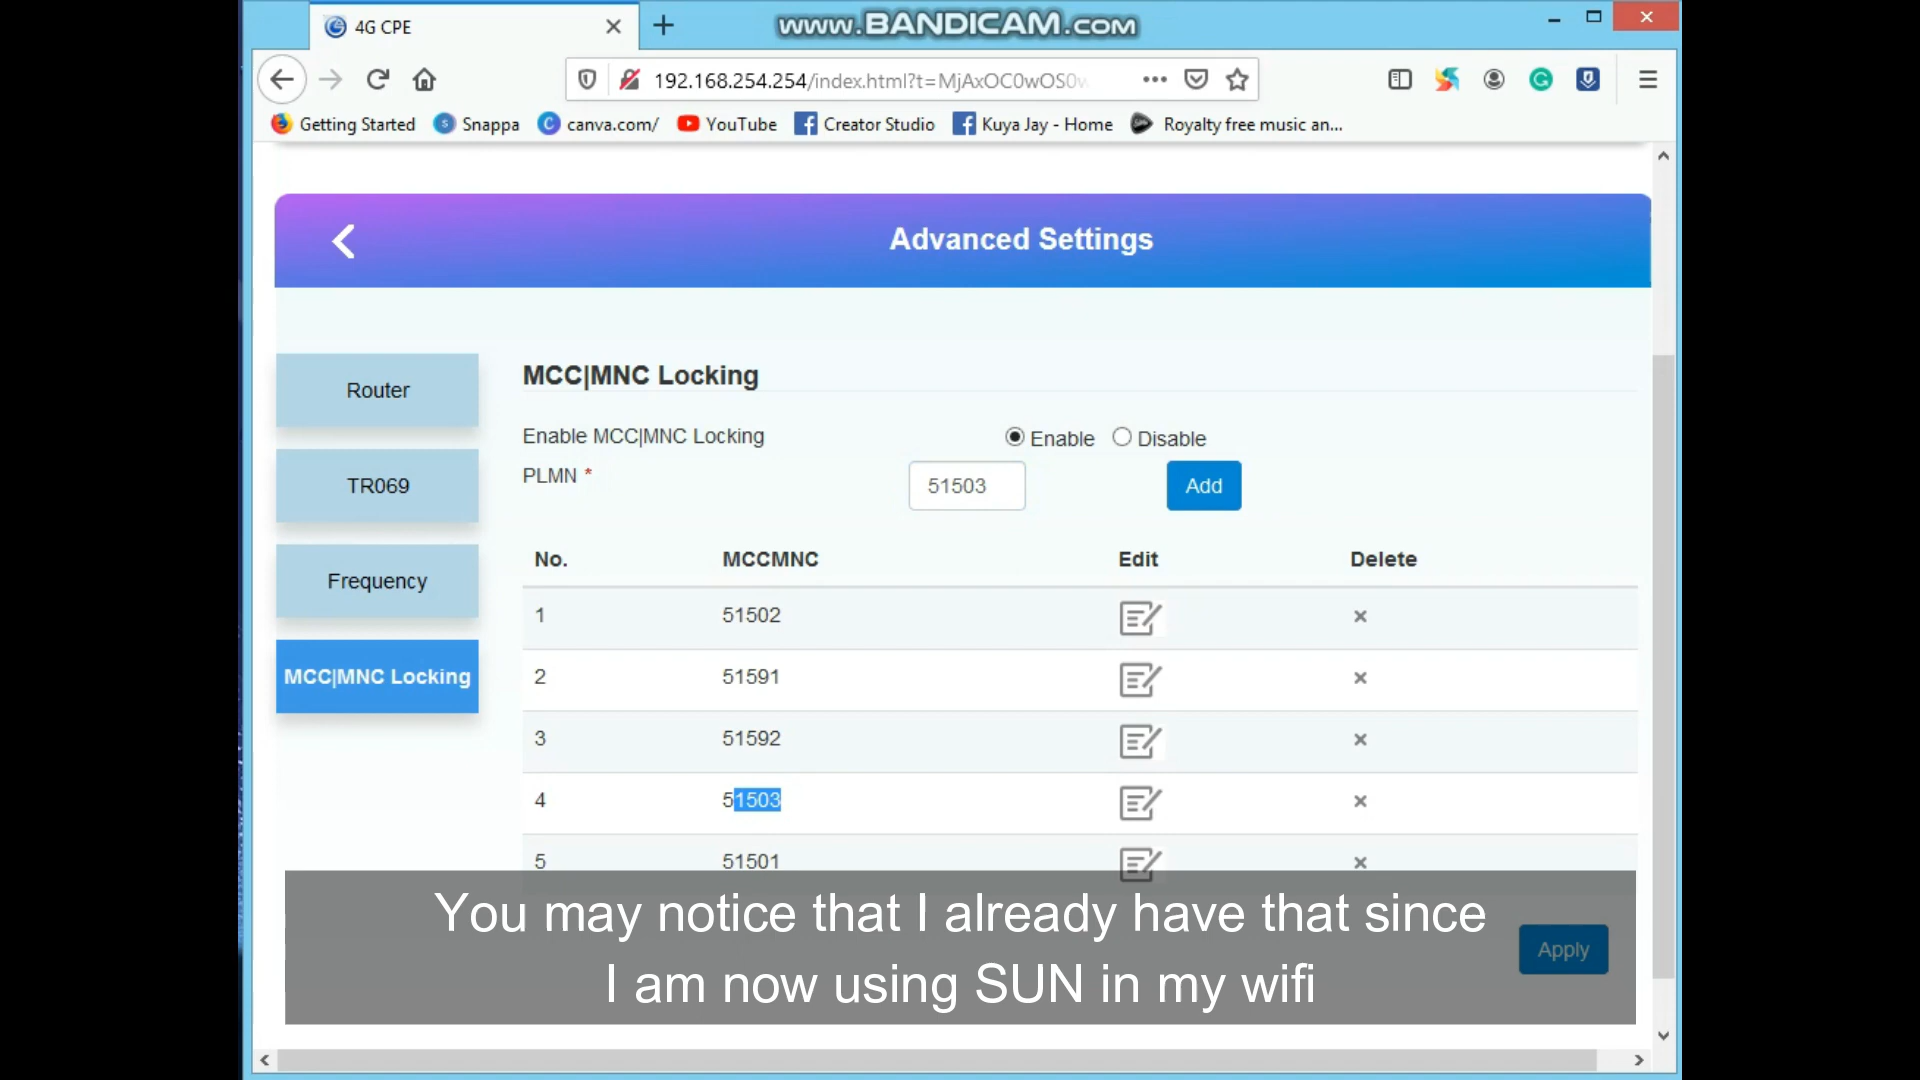 4G CPE
www.BANDICAM.com
192.168.254.254/index.html?t=MjAxOC0wOS0w
Getting Started Snappa canva.com/ YouTube Creator Studio Kuya Jay - Home Royalty free music an...
Advanced Settings
Router
TR069
Frequency
MCC|MNC Locking
MCC|MNC Locking
Enable MCC|MNC Locking Enable Disable
PLMN * 51503 Add
No. MCCMNC Edit Delete
1 51502
2 51591
3 51592
4 51503
5 51501
Apply
You may notice that I already have that since
I am now using SUN in my wifi